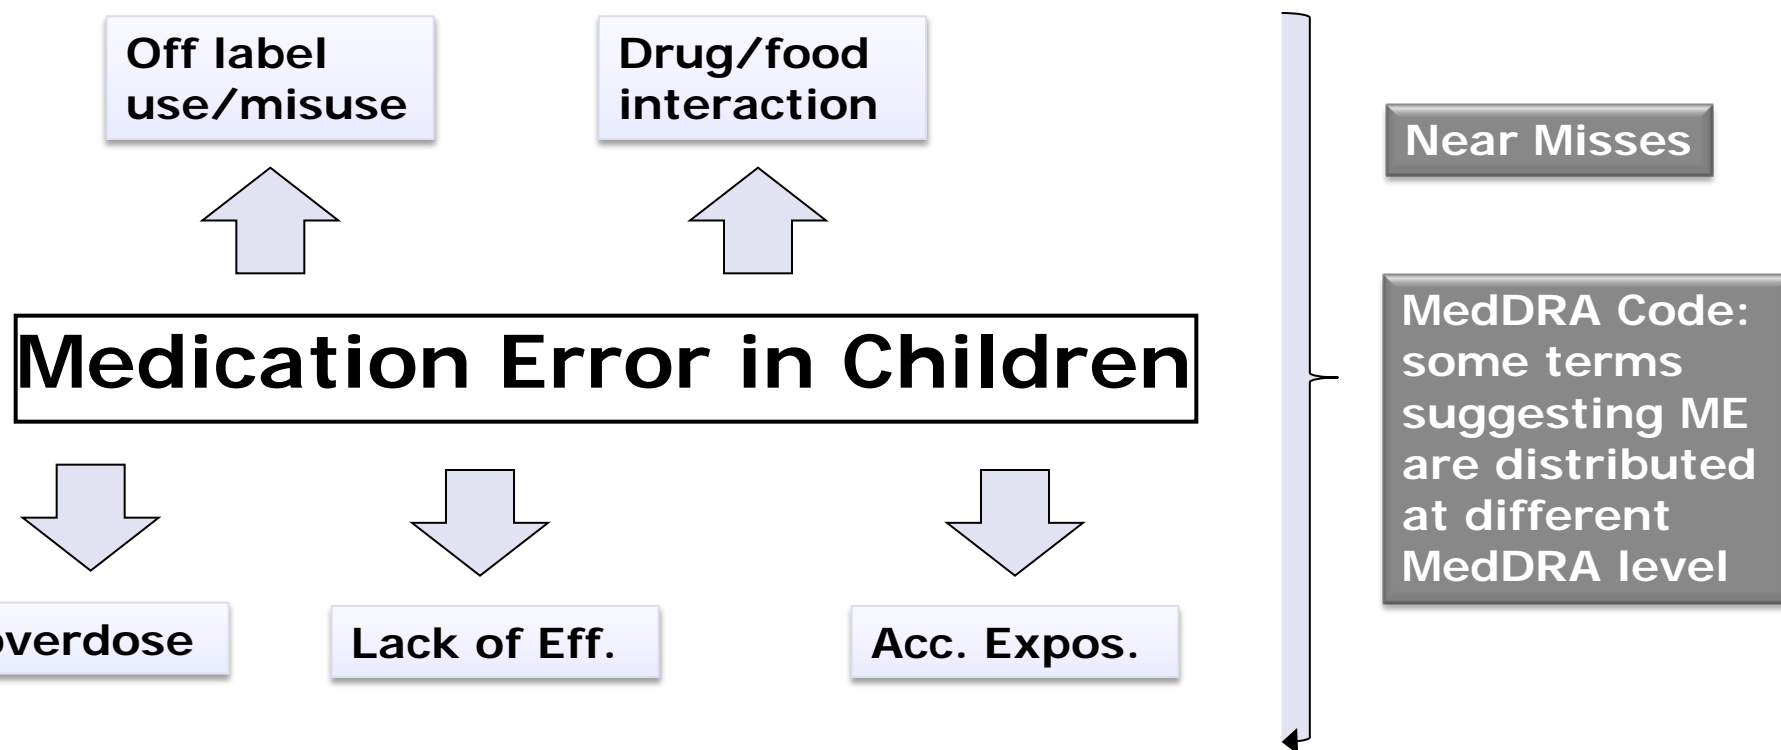 Off label
use/misuse
Drug/food
interaction
Near Misses
Medication Error in Children
MedDRA Code:
some terms
suggesting ME
are distributed
at different
MedDRA level
overdose
Lack of Eff.
Acc. Expos.